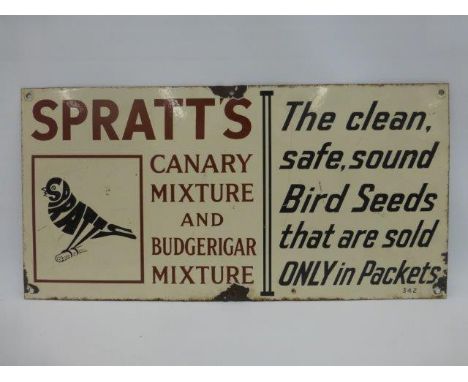 SPRATT'S
SPRATTS
CANARY
MIXTURE
AND
BUDGERIGAR
MIXTURE
The clean,
safe, sound
Bird Seeds
that are sold
ONLY in Packets
342